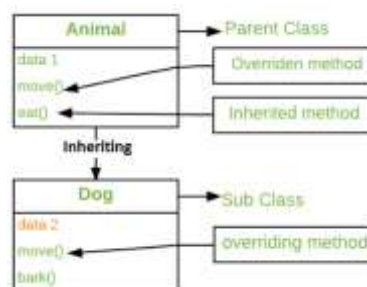 Animal
Parent Class
data 1
Overriden method
move()
Inherited method
eat()
Inheriting
Dog
Sub Class
data 2
move()
overriding method
bark()